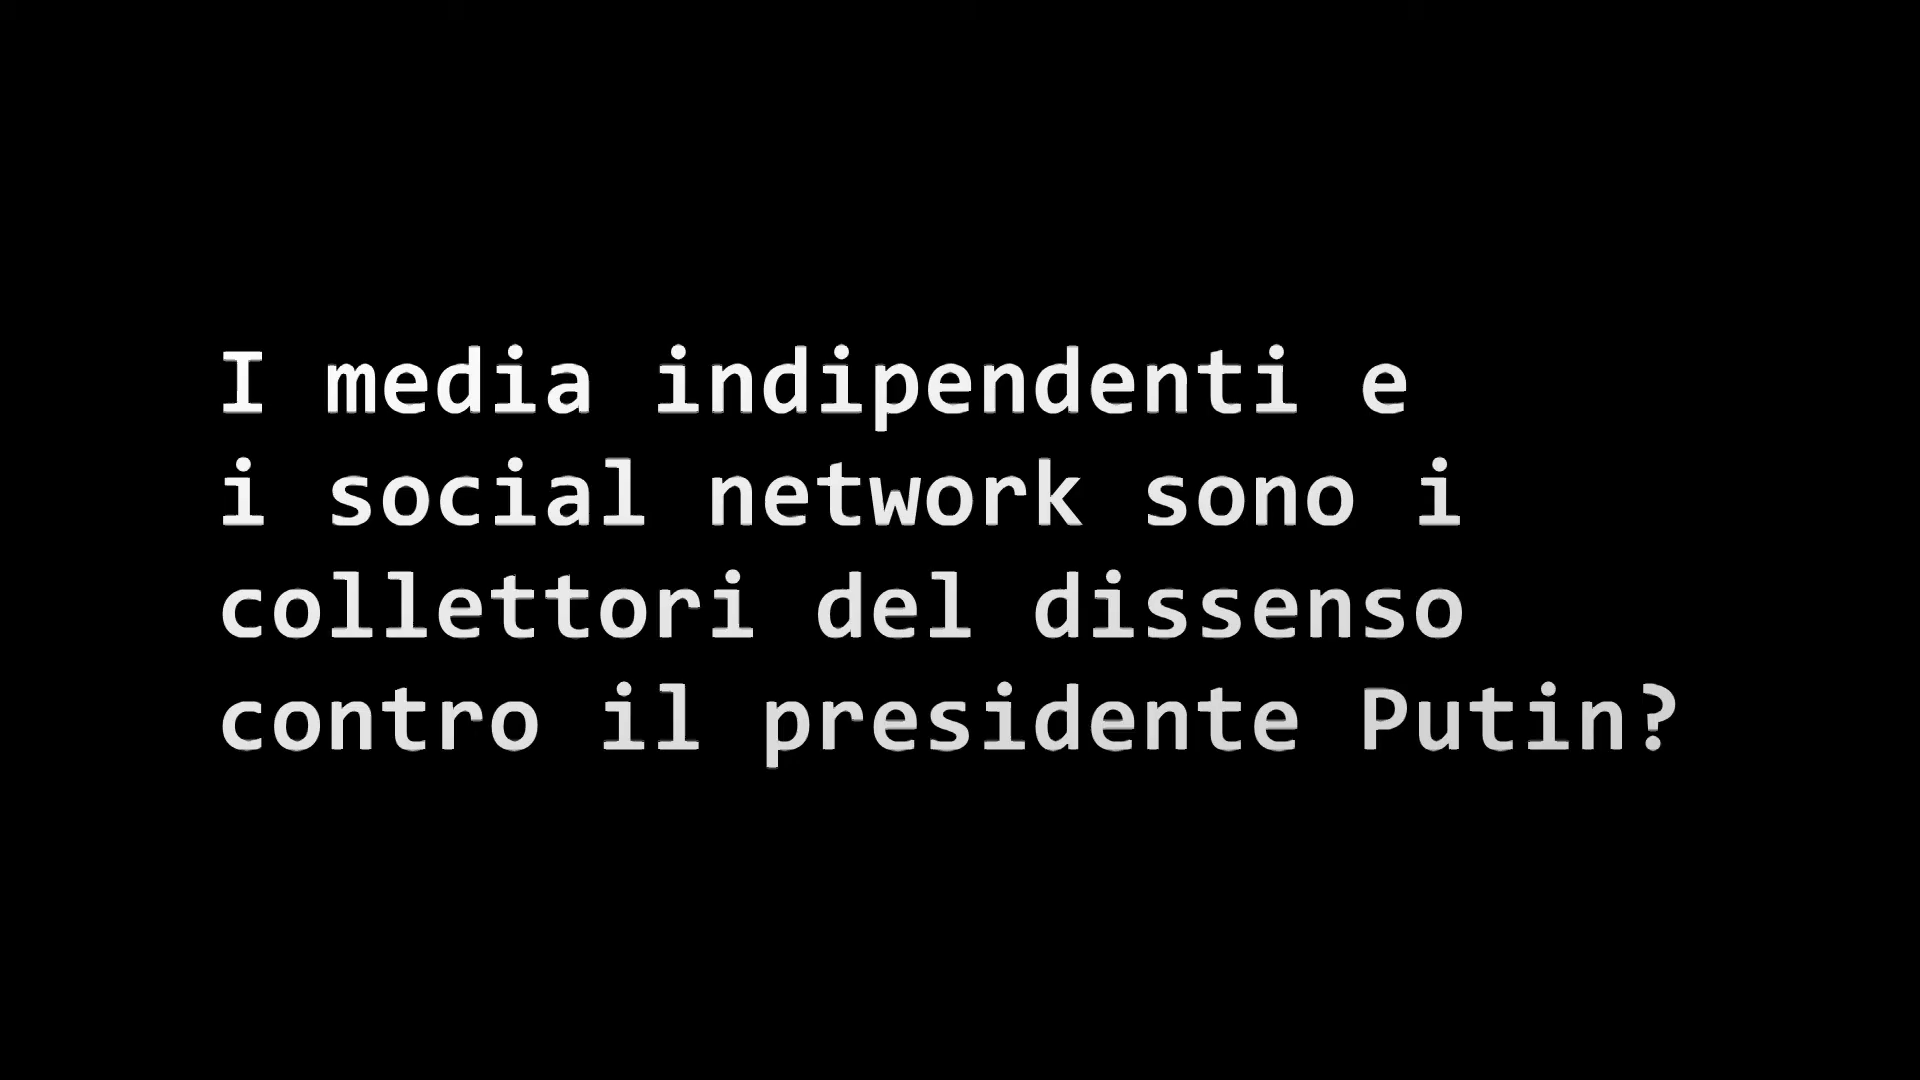 I media indipendenti e
i social network sono i
collettori del dissenso
contro il presidente Putin?